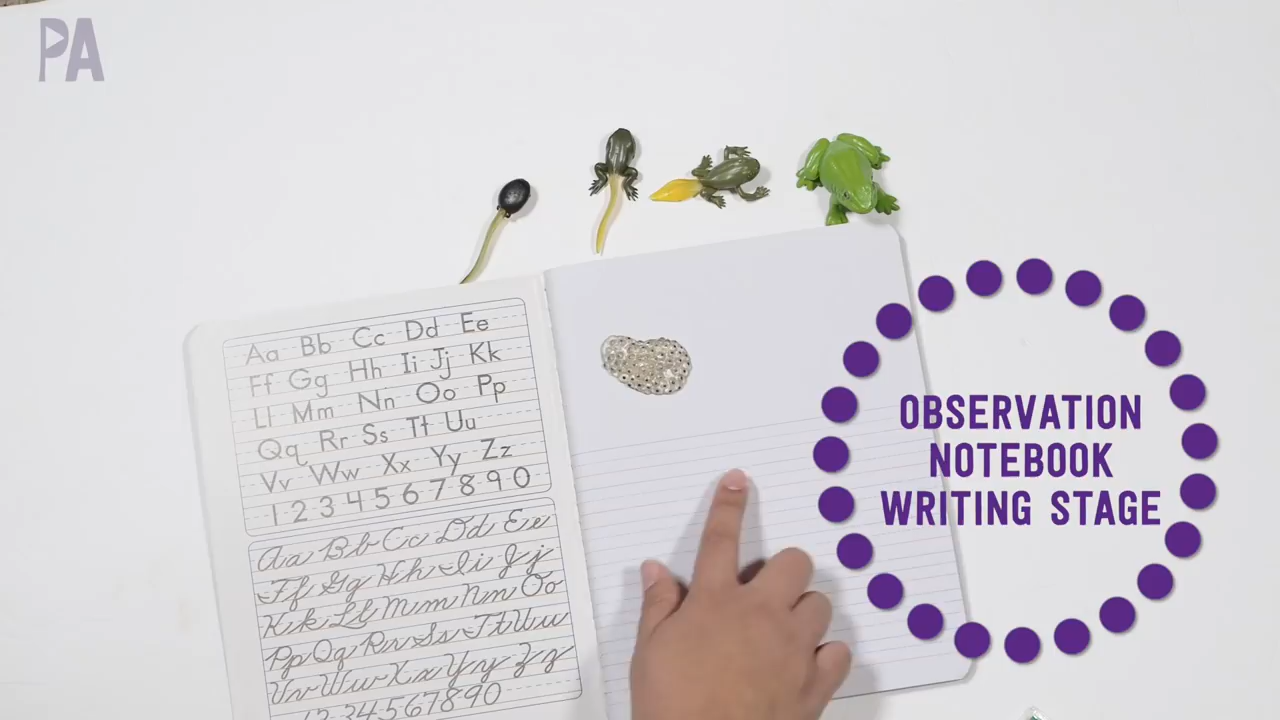 PA
Aa Bb Cc Dd Ee
Ff Gg Hh Ii Jj Kk
Ll Mm Nn Oo Pp
Qq Rr Ss Tt Uu
Vv Ww Xx Yy Zz
1 2 3 4 5 6 7 8 9 0
Aa Bb Cc Dd Ee
Ff Gg Hh Ii Jj
Kk Ll Mm Nn Oo
Pp Qq Rr Ss Tt Uu
Vv Ww Xx Yy Zz
1 2 3 4 5 6 7 8 9 0
OBSERVATION
NOTEBOOK
WRITING STAGE